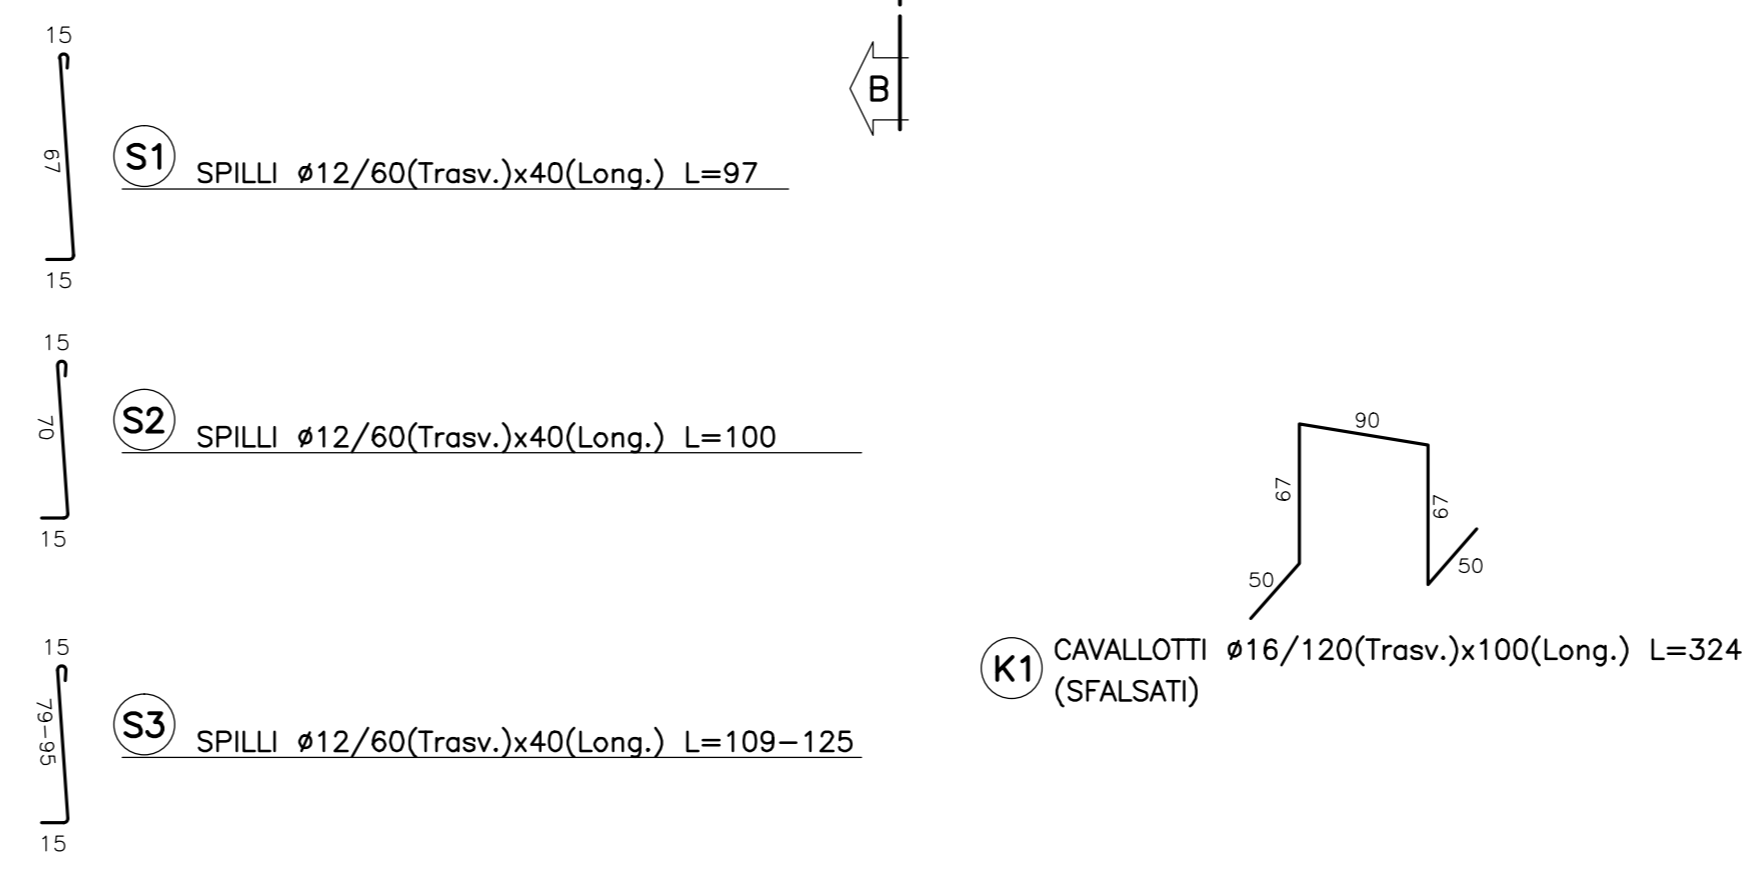 15
67
15
S1 SPILLI ø12/60(Trasv.)x40(Long.) L=97
B
15
70
15
S2 SPILLI ø12/60(Trasv.)x40(Long.) L=100
90
67
67
50
50
K1 CAVALLOTTI ø16/120(Trasv.)x100(Long.) L=324
(SFALSATI)
15
79-95
15
S3 SPILLI ø12/60(Trasv.)x40(Long.) L=109-125